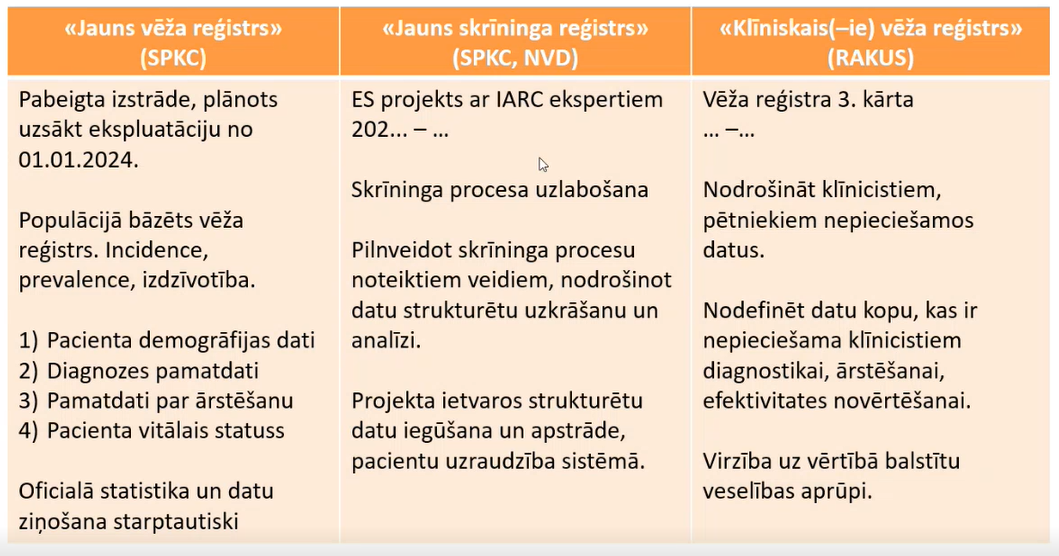 «Jauns vēža reģistrs»
(SPKC)
«Jauns skrīninga reģistrs»
(SPKC, NVD)
«Klīniskais(–ie) vēža reģistrs»
(RAKUS)
Pabeigta izstrāde, plānots
uzsākt ekspluatāciju no
01.01.2024.
Populācijā bāzēts vēža
reģistrs. Incidence,
prevalence, izdzīvotība.
1) Pacienta demogrāfijas dati
2) Diagnozes pamatdati
3) Pamatdati par ārstēšanu
4) Pacienta vitālais statuss
Oficiālā statistika un datu
ziņošana starptautiski
ES projekts ar IARC ekspertiem
202... – ...
Skrīninga procesa uzlabošana
Pilnveidot skrīninga procesu
noteiktiem veidiem, nodrošinot
datu strukturētu uzkrāšanu un
analīzi.
Projekta ietvaros strukturētu
datu iegūšana un apstrāde,
pacientu uzraudzība sistēmā.
Vēža reģistra 3. kārta
... –...
Nodrošināt klīnicistiem,
pētniekiem nepieciešamos
datus.
Nodefinēt datu kopu, kas ir
nepieciešama klīnicistiem
diagnostikai, ārstēšanai,
efektivitates novērtēšanai.
Virzība uz vērtībā balstītu
veselības aprūpi.